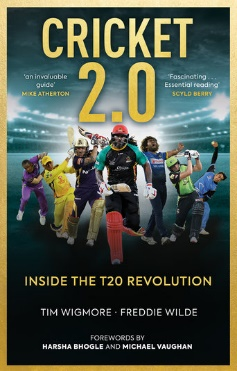 CRICKET
2.0
'an invaluable
guide'
MIKE ATHERTON
'Fascinating...
Essential reading'
SCYLD BERRY
INSIDE THE T20 REVOLUTION
TIM WIGMORE · FREDDIE WILDE
FOREWORDS BY
HARSHA BHOGLE AND MICHAEL VAUGHAN